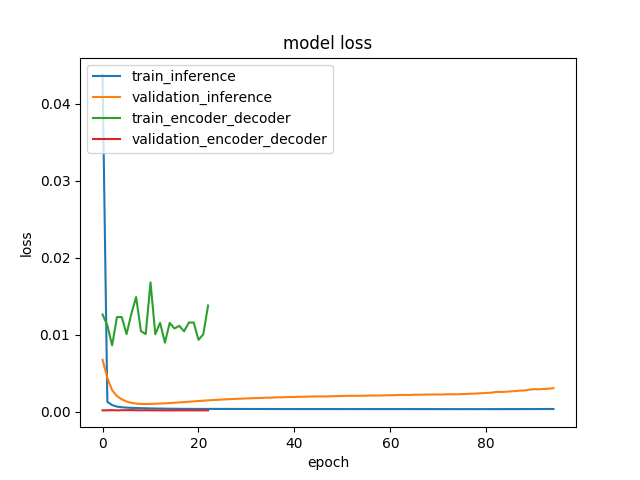 model loss
train_inference
validation_inference
train_encoder_decoder
validation_encoder_decoder
0.04
0.03
0.02
0.01
0.00
loss
0
20
40
60
80
epoch